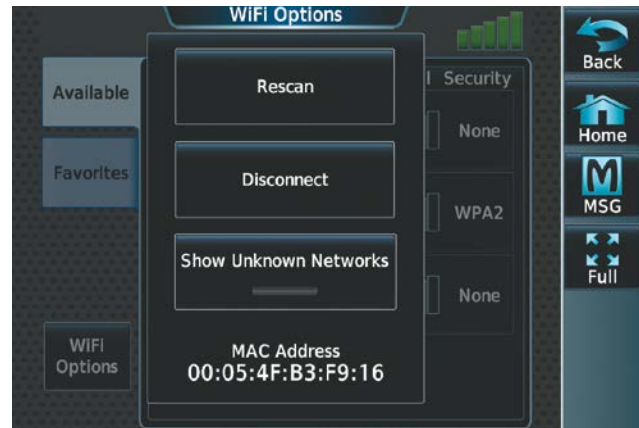 WiFi Options
Back
Available
Rescan
Security
None
Home
Favorites
Disconnect
WPA2
MSG
Show Unknown Networks
Full
None
WiFi
Options
MAC Address
00:05:4F:B3:F9:16